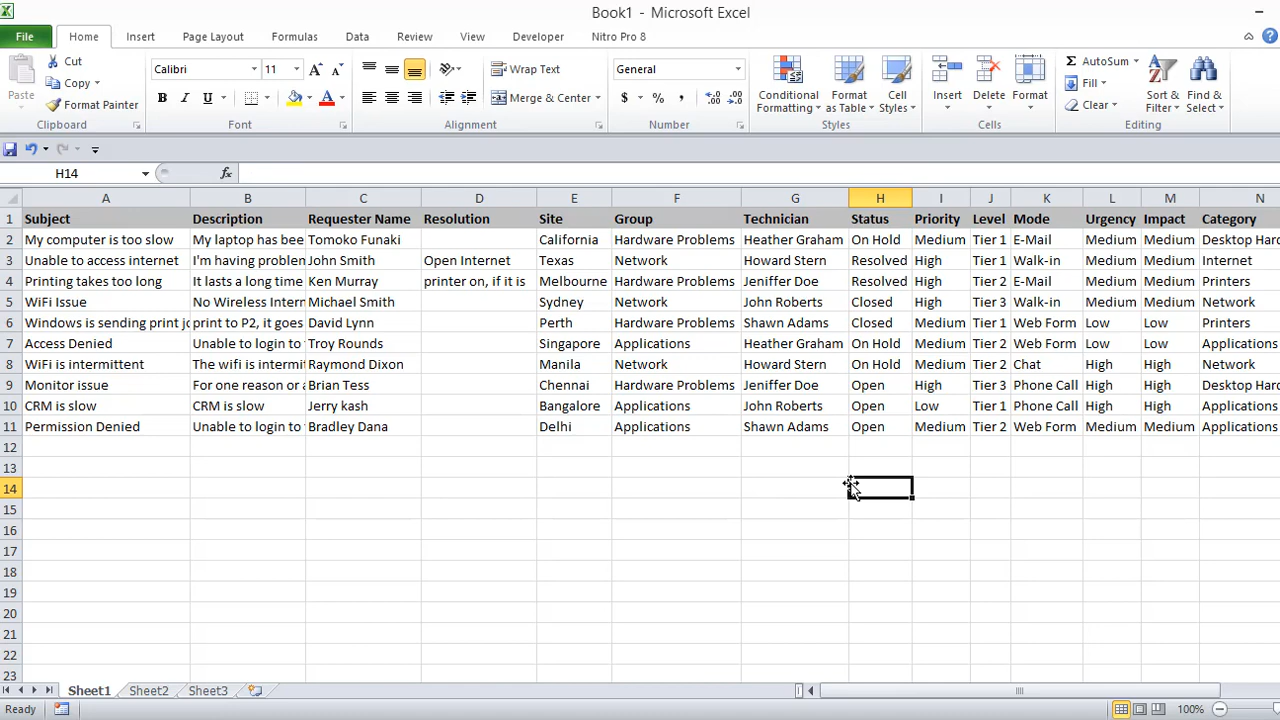 Book1 - Microsoft Excel
File Home Insert Page Layout Formulas Data Review View Developer Nitro Pro 8
Paste Cut Copy Format Painter Clipboard
Calibri 11 A A B I U A Font
Wrap Text Merge & Center Alignment
General $ % , Number
Conditional Formatting Format as Table Cell Styles Styles
Insert Delete Format Cells
Σ AutoSum Fill Clear Sort & Filter Find & Select Editing
H14 fx
A B C D E F G H I J K L M N
1 Subject Description Requester Name Resolution Site Group Technician Status Priority Level Mode Urgency Impact Category
2 My computer is too slow My laptop has bee Tomoko Funaki California Hardware Problems Heather Graham On Hold Medium Tier 1 E-Mail Medium Medium Desktop Hard
3 Unable to access internet I'm having problem John Smith Open Internet Texas Network Howard Stern Resolved High Tier 1 Walk-in Medium Medium Internet
4 Printing takes too long It lasts a long time Ken Murray printer on, if it is Melbourne Hardware Problems Jeniffer Doe Resolved High Tier 2 E-Mail Medium Medium Printers
5 WiFi Issue No Wireless Intern Michael Smith Sydney Network John Roberts Closed High Tier 3 Walk-in Medium Medium Network
6 Windows is sending print jo print to P2, it goes David Lynn Perth Hardware Problems Shawn Adams Closed Medium Tier 1 Web Form Low Low Printers
7 Access Denied Unable to login to Troy Rounds Singapore Applications Heather Graham On Hold Medium Tier 2 Web Form Low Low Applications
8 WiFi is intermittent The wifi is intermit Raymond Dixon Manila Network Howard Stern On Hold Medium Tier 2 Chat High High Network
9 Monitor issue For one reason or a Brian Tess Chennai Hardware Problems Jeniffer Doe Open High Tier 3 Phone Call High High Desktop Hard
10 CRM is slow CRM is slow Jerry kash Bangalore Applications John Roberts Open Low Tier 1 Phone Call High High Applications
11 Permission Denied Unable to login to Bradley Dana Delhi Applications Shawn Adams Open Medium Tier 2 Web Form Medium Medium Applications
12
13
14
15
16
17
18
19
20
21
22
23
Sheet1 Sheet2 Sheet3
Ready 100%